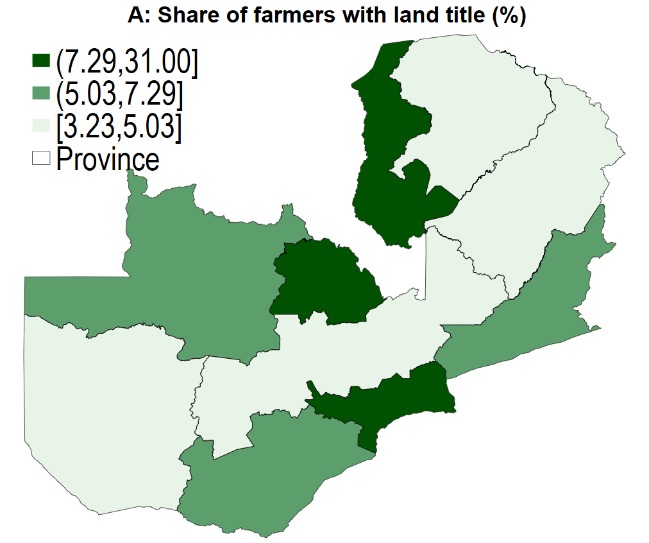 A: Share of farmers with land title (%)
(7.29,31.00]
(5.03,7.29]
[3.23,5.03]
Province